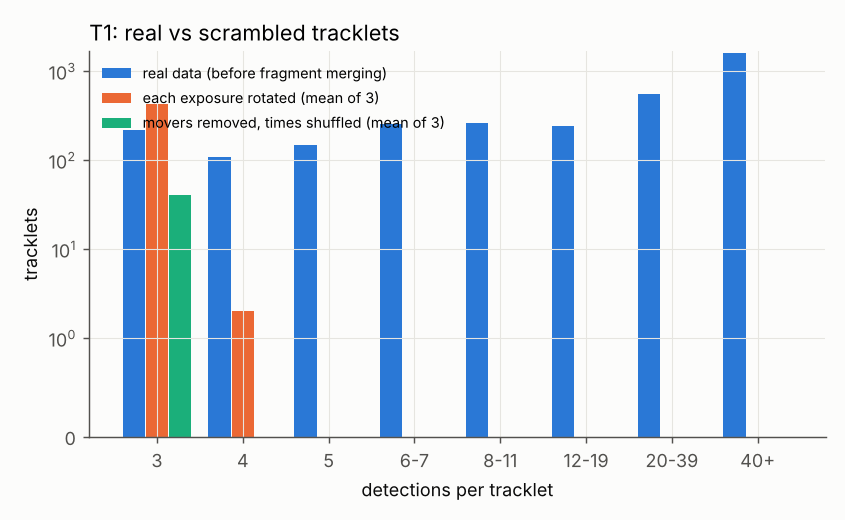 T1: real vs scrambled tracklets
real data (before fragment merging)
each exposure rotated (mean of 3)
movers removed, times shuffled (mean of 3)
10³
10²
10¹
10⁰
0
tracklets
3 4 5 6-7 8-11 12-19 20-39 40+
detections per tracklet